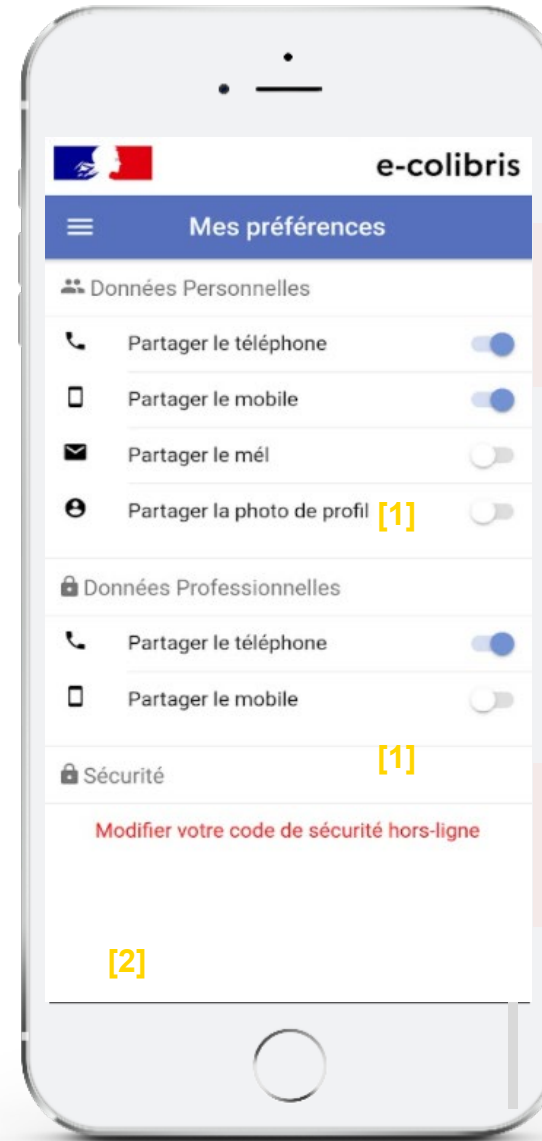 e-colibris
Mes préférences
Données Personnelles
Partager le téléphone
Partager le mobile
Partager le mél
Partager la photo de profil [1]
Données Professionnelles
Partager le téléphone
Partager le mobile
[1]
Sécurité
Modifier votre code de sécurité hors-ligne
[2]